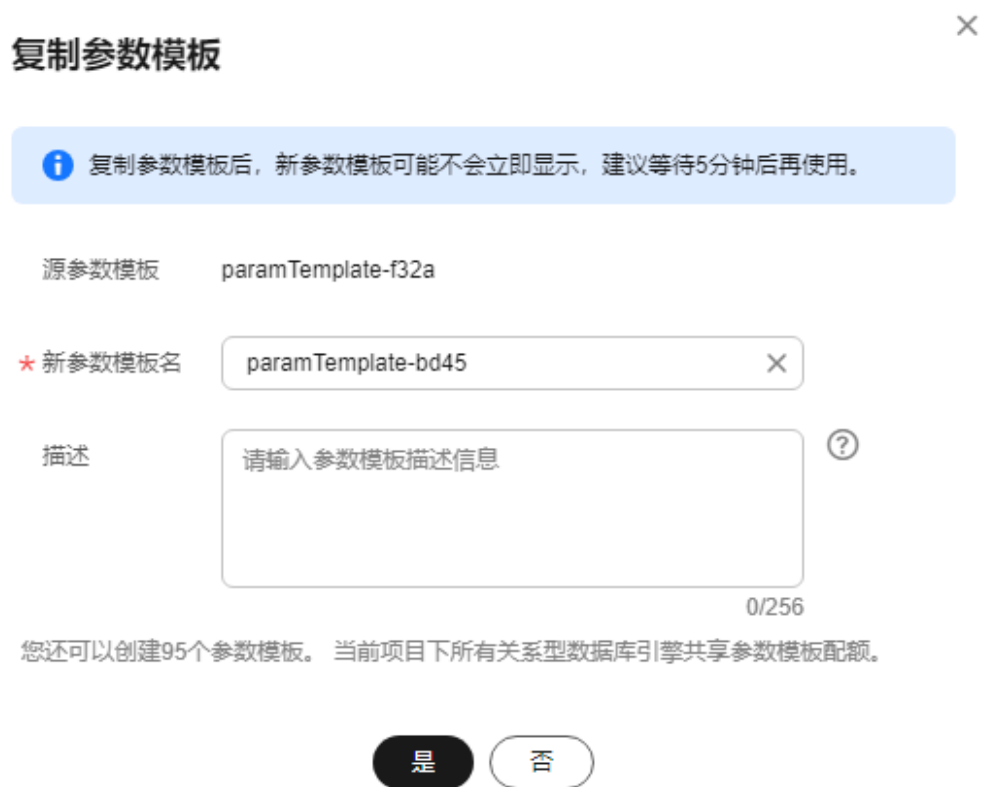 复制参数模板
复制参数模板后，新参数模板可能不会立即显示，建议等待5分钟后再使用。
源参数模板 paramTemplate-f32a
* 新参数模板名 paramTemplate-bd45
描述 请输入参数模板描述信息
0/256
您还可以创建95个参数模板。 当前项目下所有关系型数据库引擎共享参数模板配额。
是 否